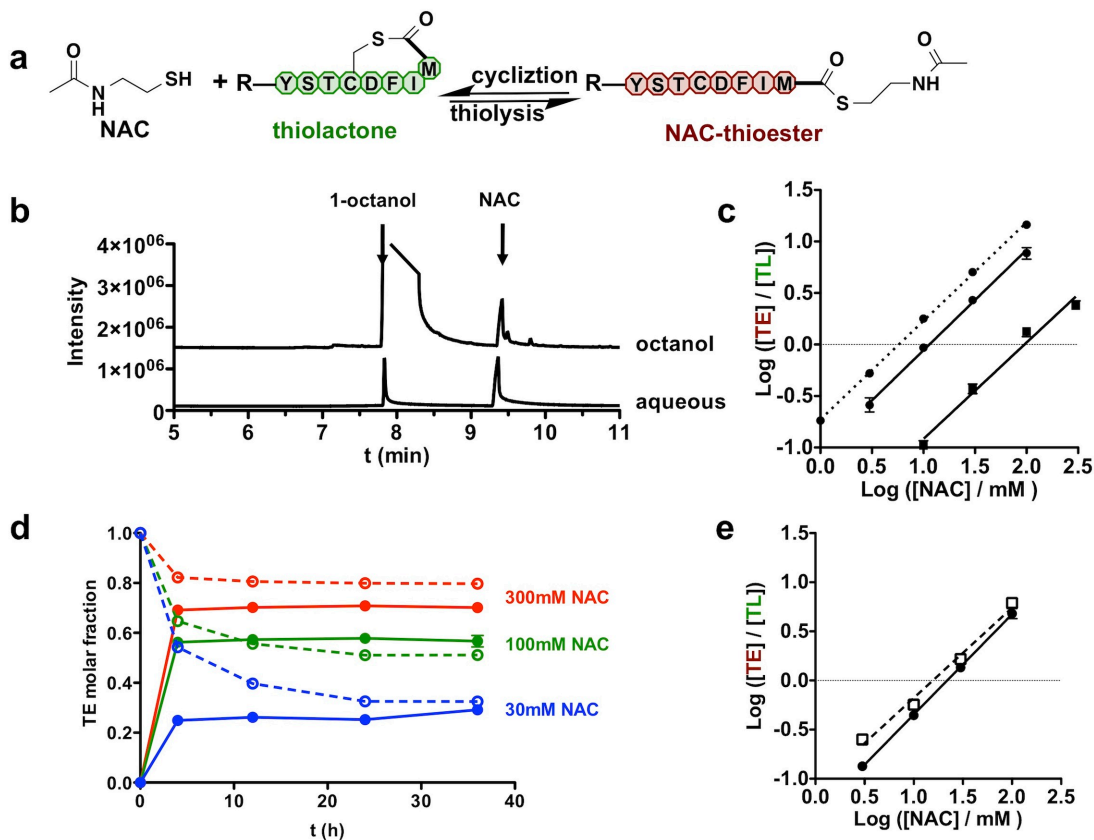 a
O
N
H
SH
NAC
+
R
Y S T C D F I M
S
O
thiolactone
cycliztion
thiolysis
R
Y S T C D F I M
O
S
NH
O
NAC-thioester
b
1-octanol
NAC
Intensity
4×10⁰⁶
3×10⁰⁶
2×10⁰⁶
1×10⁰⁶
0
octanol
aqueous
5 6 7 8 9 10 11
t (min)
c
Log ([TE] / [TL])
1.5
1.0
0.5
0.0
-0.5
-1.0
0.0 0.5 1.0 1.5 2.0 2.5
Log ([NAC] / mM )
d
TE molar fraction
1.0
0.8
0.6
0.4
0.2
0.0
300mM NAC
100mM NAC
30mM NAC
0 10 20 30 40
t (h)
e
Log ([TE] / [TL])
1.5
1.0
0.5
0.0
-0.5
-1.0
0.0 0.5 1.0 1.5 2.0 2.5
Log ([NAC] / mM )